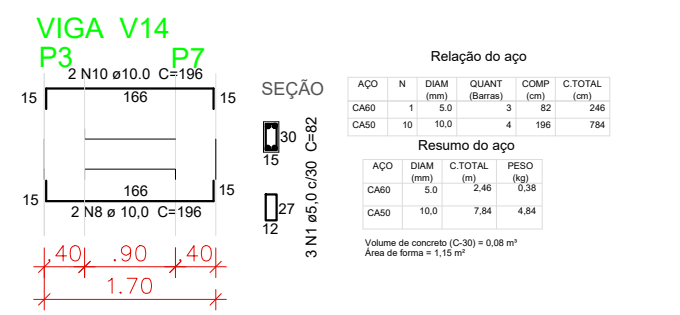 VIGA V14
P3 P7
2 N10 ø10.0 C=196
15 166 15
15 166 15
2 N8 ø 10,0 C=196
.40 .90 .40
1.70
SEÇÃO
30
15
27
12
3 N1 ø5,0 c/30 C=82
Relação do aço
AÇO N DIAM (mm) QUANT (Barras) COMP (cm) C.TOTAL (cm)
CA60 1 5.0 3 82 246
CA50 10 10,0 4 196 784
Resumo do aço
AÇO DIAM (mm) C.TOTAL (m) PESO (kg)
CA60 5.0 2,46 0,38
CA50 10,0 7,84 4,84
Volume de concreto (C-30) = 0,08 m³
Área de forma = 1,15 m²